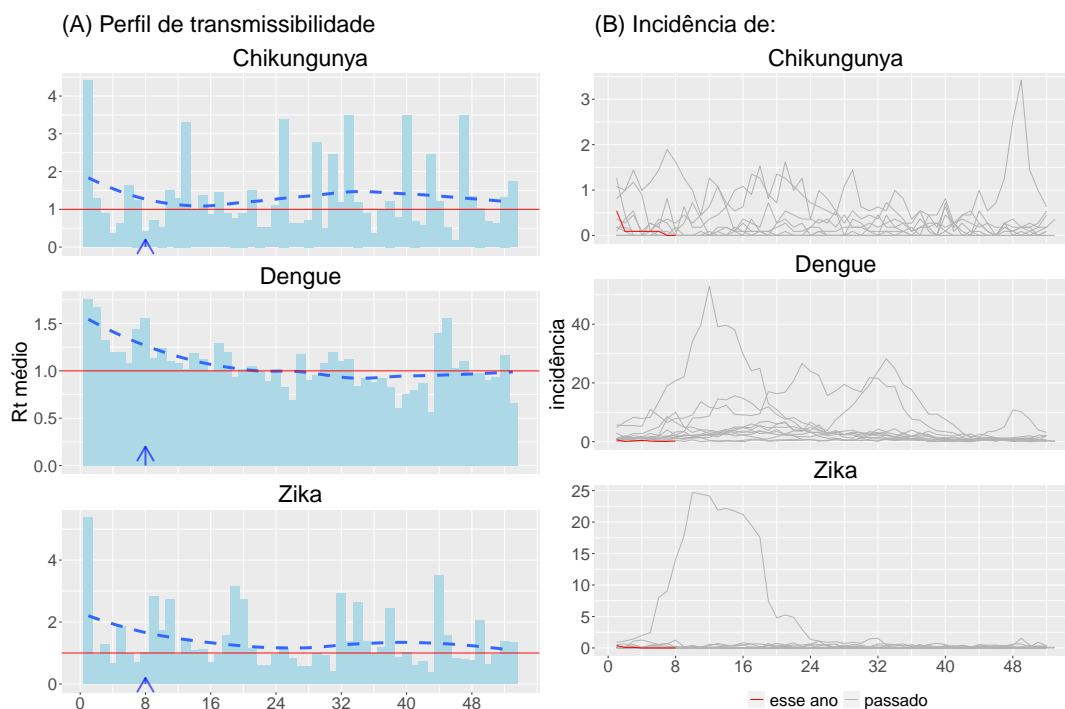 (A) Perfil de transmissibilidade
Chikungunya
4
3
2
1
0
Dengue
1.5
1.0
0.5
0.0
Zika
4
2
0
0 8 16 24 32 40 48
Rt médio
(B) Incidência de:
Chikungunya
3
2
1
0
Dengue
40
20
0
Zika
25
20
15
10
5
0
0 8 16 24 32 40 48
incidência
esse ano passado